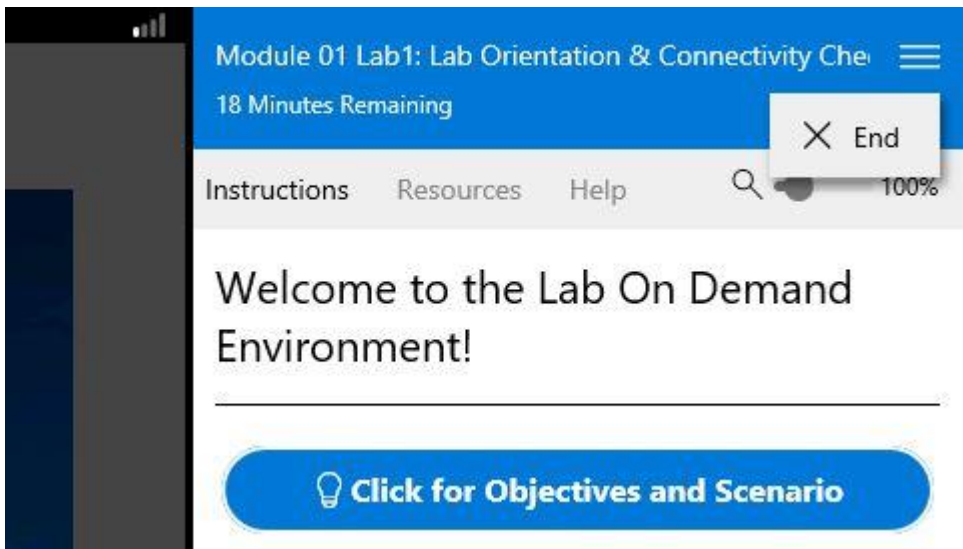 Module 01 Lab1: Lab Orientation & Connectivity Che
18 Minutes Remaining
End
Instructions Resources Help 100%
Welcome to the Lab On Demand
Environment!
Click for Objectives and Scenario